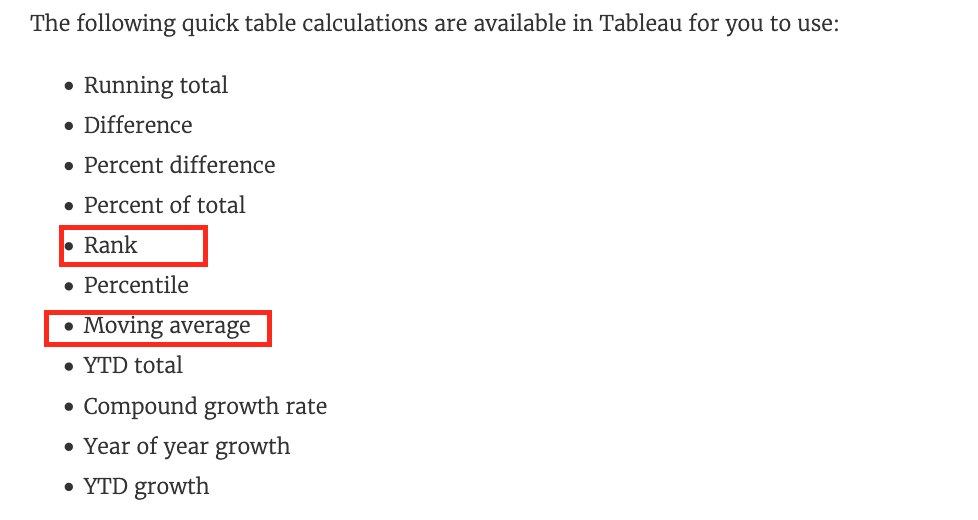 The following quick table calculations are available in Tableau for you to use:
• Running total
• Difference
• Percent difference
• Percent of total
• Rank
• Percentile
• Moving average
• YTD total
• Compound growth rate
• Year of year growth
• YTD growth